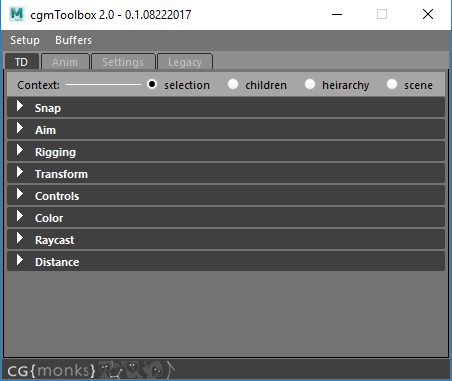 cgmToolbox 2.0 - 0.1.08222017
Setup Buffers
TD Anim Settings Legacy
Context: selection children heirarchy scene
Snap
Aim
Rigging
Transform
Controls
Color
Raycast
Distance
CG{monks}